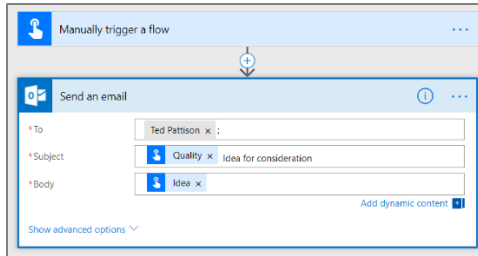 Manually trigger a flow
Send an email
*To Ted Pattison x ;
*Subject Quality x Idea for consideration
*Body Idea x
Add dynamic content
Show advanced options